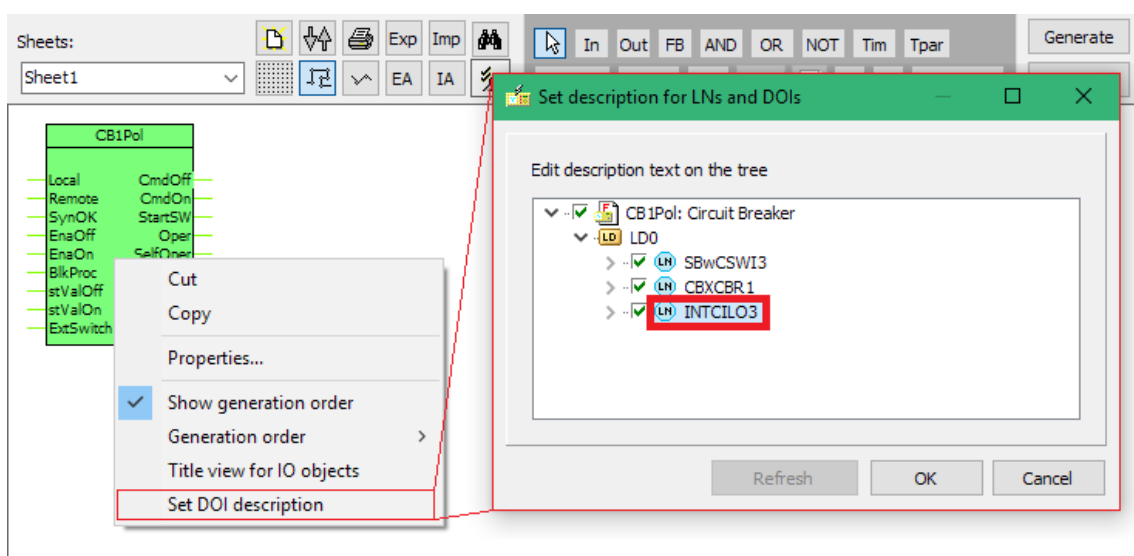 Sheets:
Exp
Imp
In Out FB AND OR NOT Tim Tpar
Generate
Sheet1
EA
IA
Set description for LNs and DOIs
CB1Pol
Local CmdOff
Remote CmdOn
SynOK StartSW
EnaOff Oper
EnaOn SelfOper
BlkProc
stValOff
stValOn
ExtSwitch
Cut
Copy
Properties...
Show generation order
Generation order
Title view for IO objects
Set DOI description
Edit description text on the tree
F CB1Pol: Circuit Breaker
LD LD0
LN SBwCSWI3
LN CBXCBR1
LN INTCILO3
Refresh
OK
Cancel